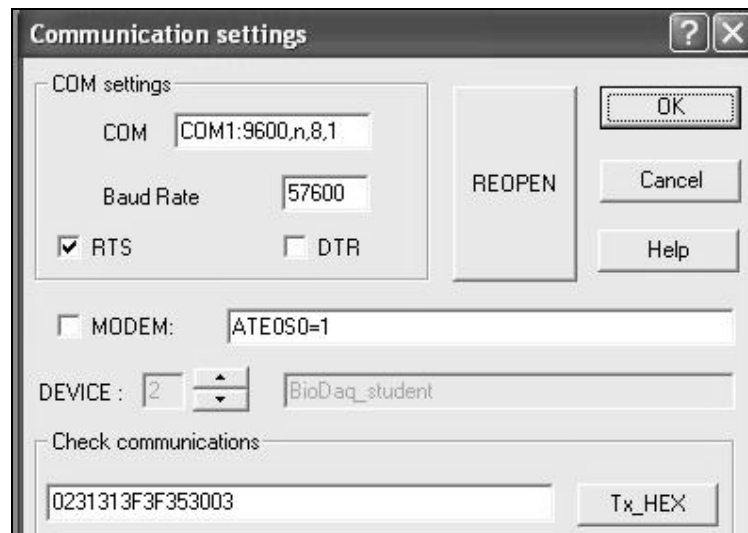 Communication settings
COM settings
COM COM1:9600,n,8,1
OK
REOPEN
Cancel
Baud Rate 57600
RTS DTR
Help
MODEM: ATE0S0=1
DEVICE : 2 BioDaq_student
Check communications
0231313F3F353003 Tx_HEX